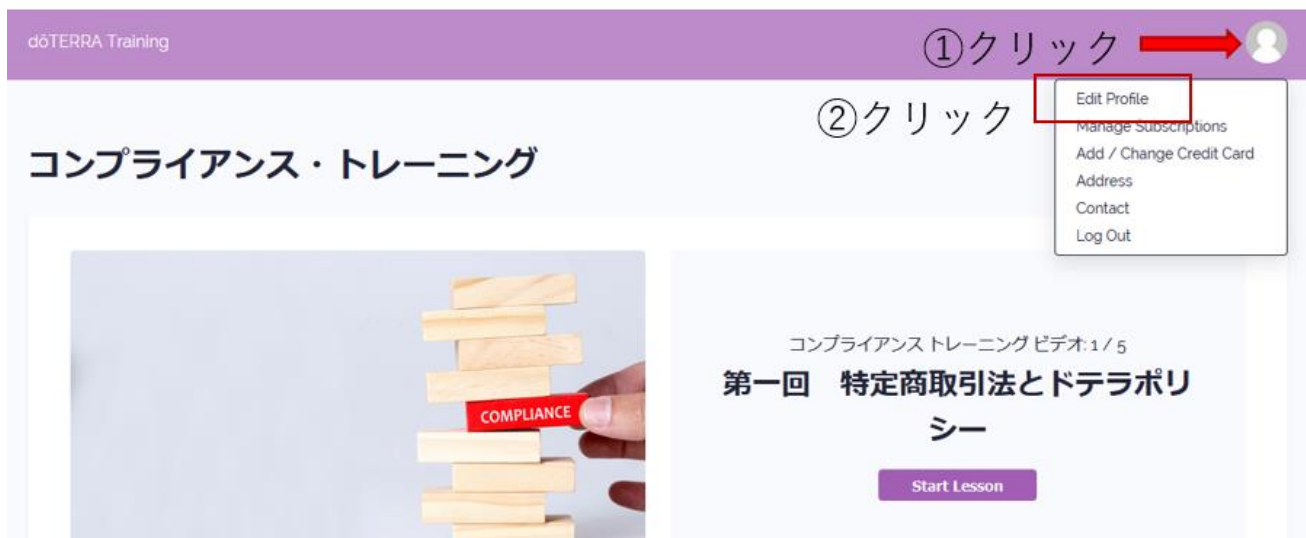 dōTERRA Training
①クリック
②クリック
Edit Profile
Manage Subscriptions
Add / Change Credit Card
Address
Contact
Log Out
コンプライアンス・トレーニング
COMPLIANCE
コンプライアンス トレーニング ビデオ: 1 / 5
第一回　特定商取引法とドテラポリ
シー
Start Lesson